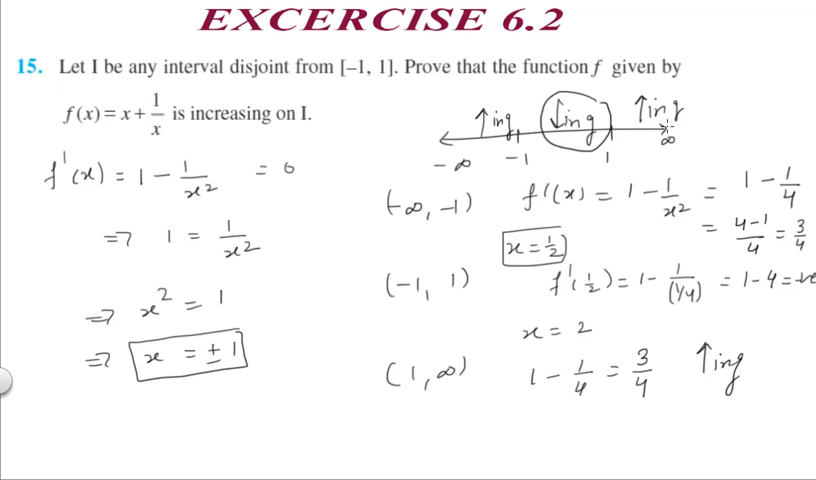 EXCERCISE 6.2
15. Let I be any interval disjoint from [–1, 1]. Prove that the function f given by
f(x) = x + 1/x is increasing on I.
↑ing ↓ing ↑ing
-∞ -1 1 ∞
f'(x) = 1 - 1/x² = 0
⇒ 1 = 1/x²
⇒ x² = 1
⇒ x = ± 1
(-∞, -1) f'(x) = 1 - 1/x² = 1 - 1/4
= 4-1/4 = 3/4
x = 1/2
(-1, 1) f'(1/2) = 1 - 1/(1/4) = 1 - 4 = -ve
x = 2
(1, ∞) 1 - 1/4 = 3/4 ↑ing